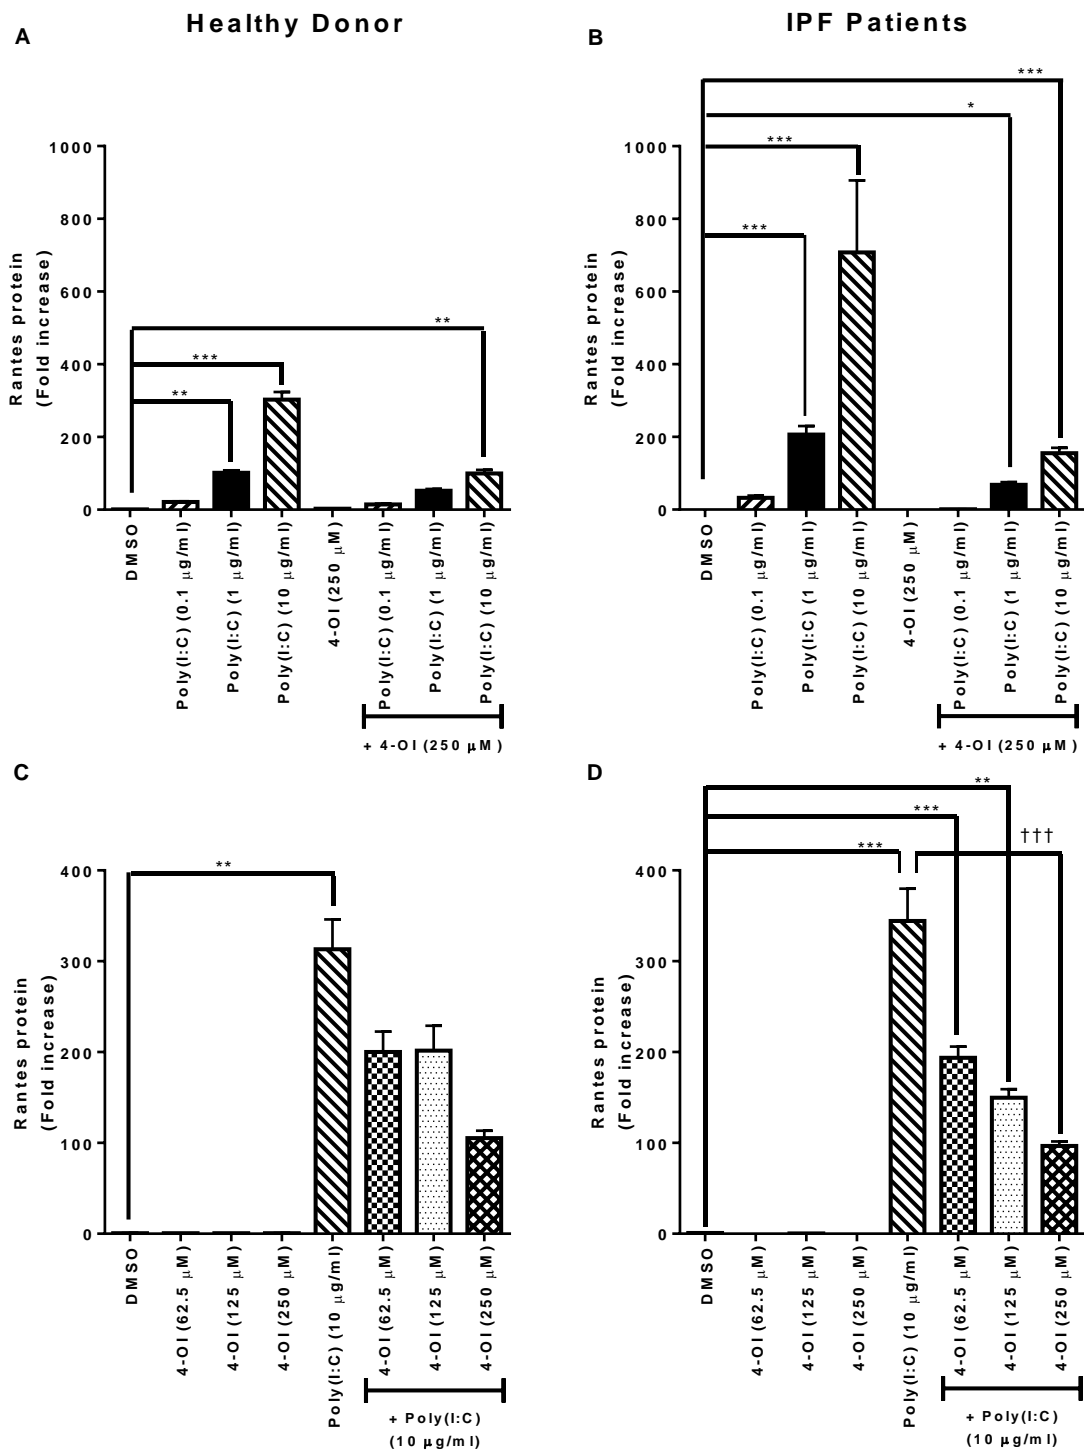 Healthy Donor
IPF Patients
A
Rantes protein
(Fold increase)
1000
800
600
400
200
0
**
***
**
DMSO
Poly(I:C) (0.1 µg/ml)
Poly(I:C) (1 µg/ml)
Poly(I:C) (10 µg/ml)
4-OI (250 µM)
Poly(I:C) (0.1 µg/ml)
Poly(I:C) (1 µg/ml)
Poly(I:C) (10 µg/ml)
+ 4-OI (250 µM)
B
Rantes protein
(Fold increase)
1000
800
600
400
200
0
***
*
***
***
DMSO
Poly(I:C) (0.1 µg/ml)
Poly(I:C) (1 µg/ml)
Poly(I:C) (10 µg/ml)
4-OI (250 µM)
Poly(I:C) (0.1 µg/ml)
Poly(I:C) (1 µg/ml)
Poly(I:C) (10 µg/ml)
+ 4-OI (250 µM)
C
Rantes protein
(Fold increase)
400
300
200
100
0
**
DMSO
4-OI (62.5 µM)
4-OI (125 µM)
4-OI (250 µM)
Poly(I:C) (10 µg/ml)
4-OI (62.5 µM)
4-OI (125 µM)
4-OI (250 µM)
+ Poly(I:C)
(10 µg/ml)
D
Rantes protein
(Fold increase)
400
300
200
100
0
**
***
***
†††
DMSO
4-OI (62.5 µM)
4-OI (125 µM)
4-OI (250 µM)
Poly(I:C) (10 µg/ml)
4-OI (62.5 µM)
4-OI (125 µM)
4-OI (250 µM)
+ Poly(I:C)
(10 µg/ml)